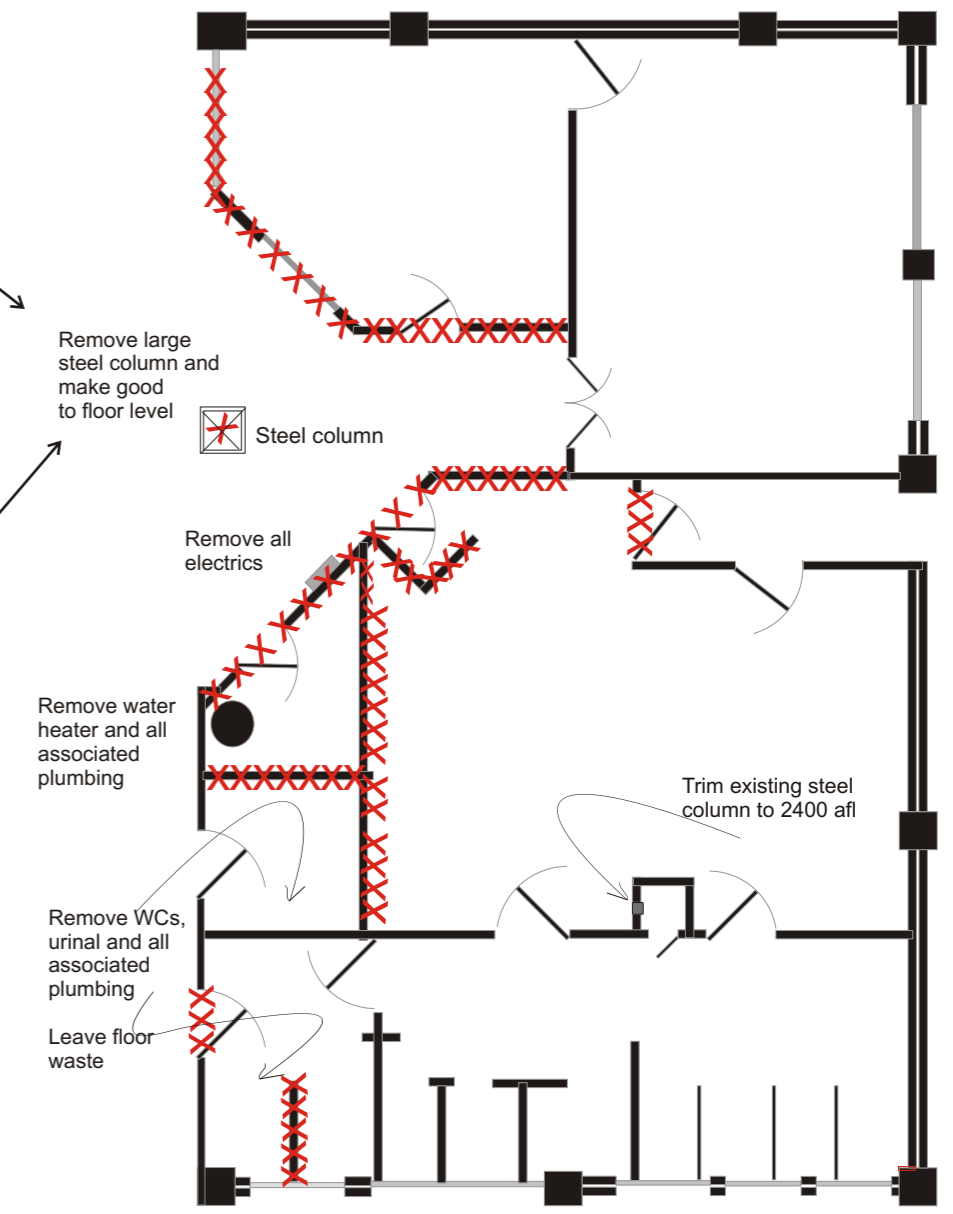 Remove large
steel column and
make good
to floor level
Steel column
Remove all
electrics
Remove water
heater and all
associated
plumbing
Trim existing steel
column to 2400 afl
Remove WCs,
urinal and all
associated
plumbing
Leave floor
waste